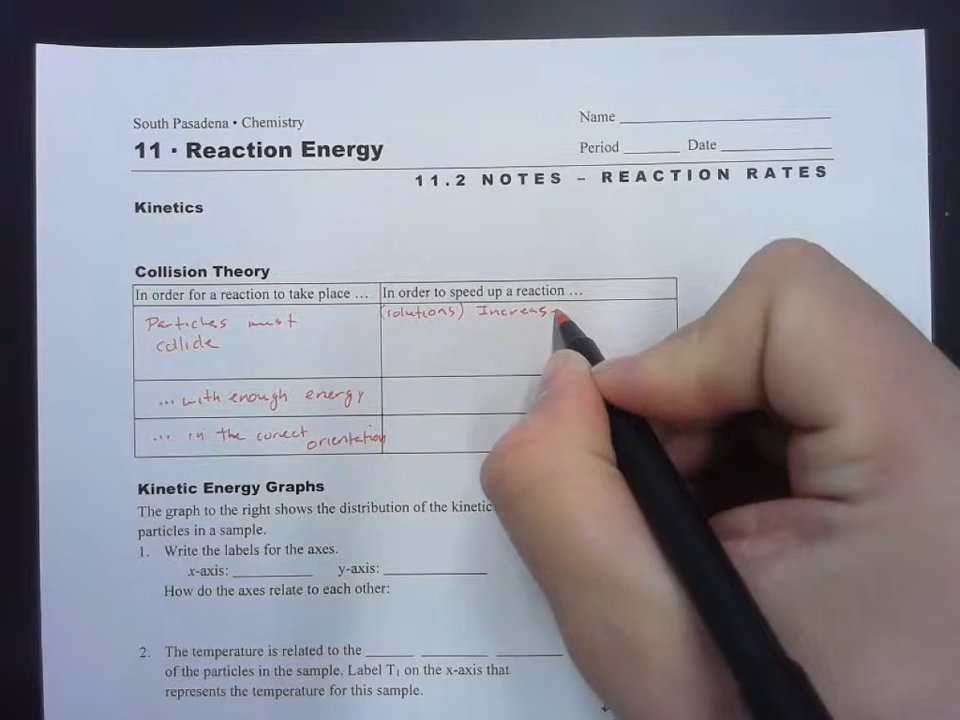 South Pasadena • Chemistry
Name
11 · Reaction Energy
Period Date
11.2 NOTES – REACTION RATES
Kinetics
Collision Theory
In order for a reaction to take place … In order to speed up a reaction …
Particles must
collide
(solutions) Increas
... with enough energy
... in the correct
orientation
Kinetic Energy Graphs
The graph to the right shows the distribution of the kinetic
particles in a sample.
1. Write the labels for the axes.
x-axis: y-axis:
How do the axes relate to each other:
2. The temperature is related to the
of the particles in the sample. Label T₁ on the x-axis that
represents the temperature for this sample.